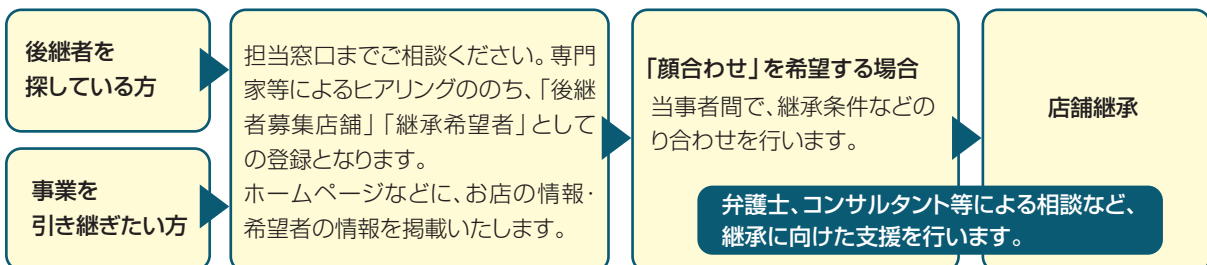 後継者を
探している方
事業を
引き継ぎたい方
担当窓口までご相談ください。専門
家等によるヒアリングののち、「後継
者募集店舗」「継承希望者」として
の登録となります。
ホームページなどに、お店の情報・
希望者の情報を掲載いたします。
「顔合わせ」を希望する場合
当事者間で、継承条件などの
り合わせを行います。
店舗継承
弁護士、コンサルタント等による相談など、
継承に向けた支援を行います。